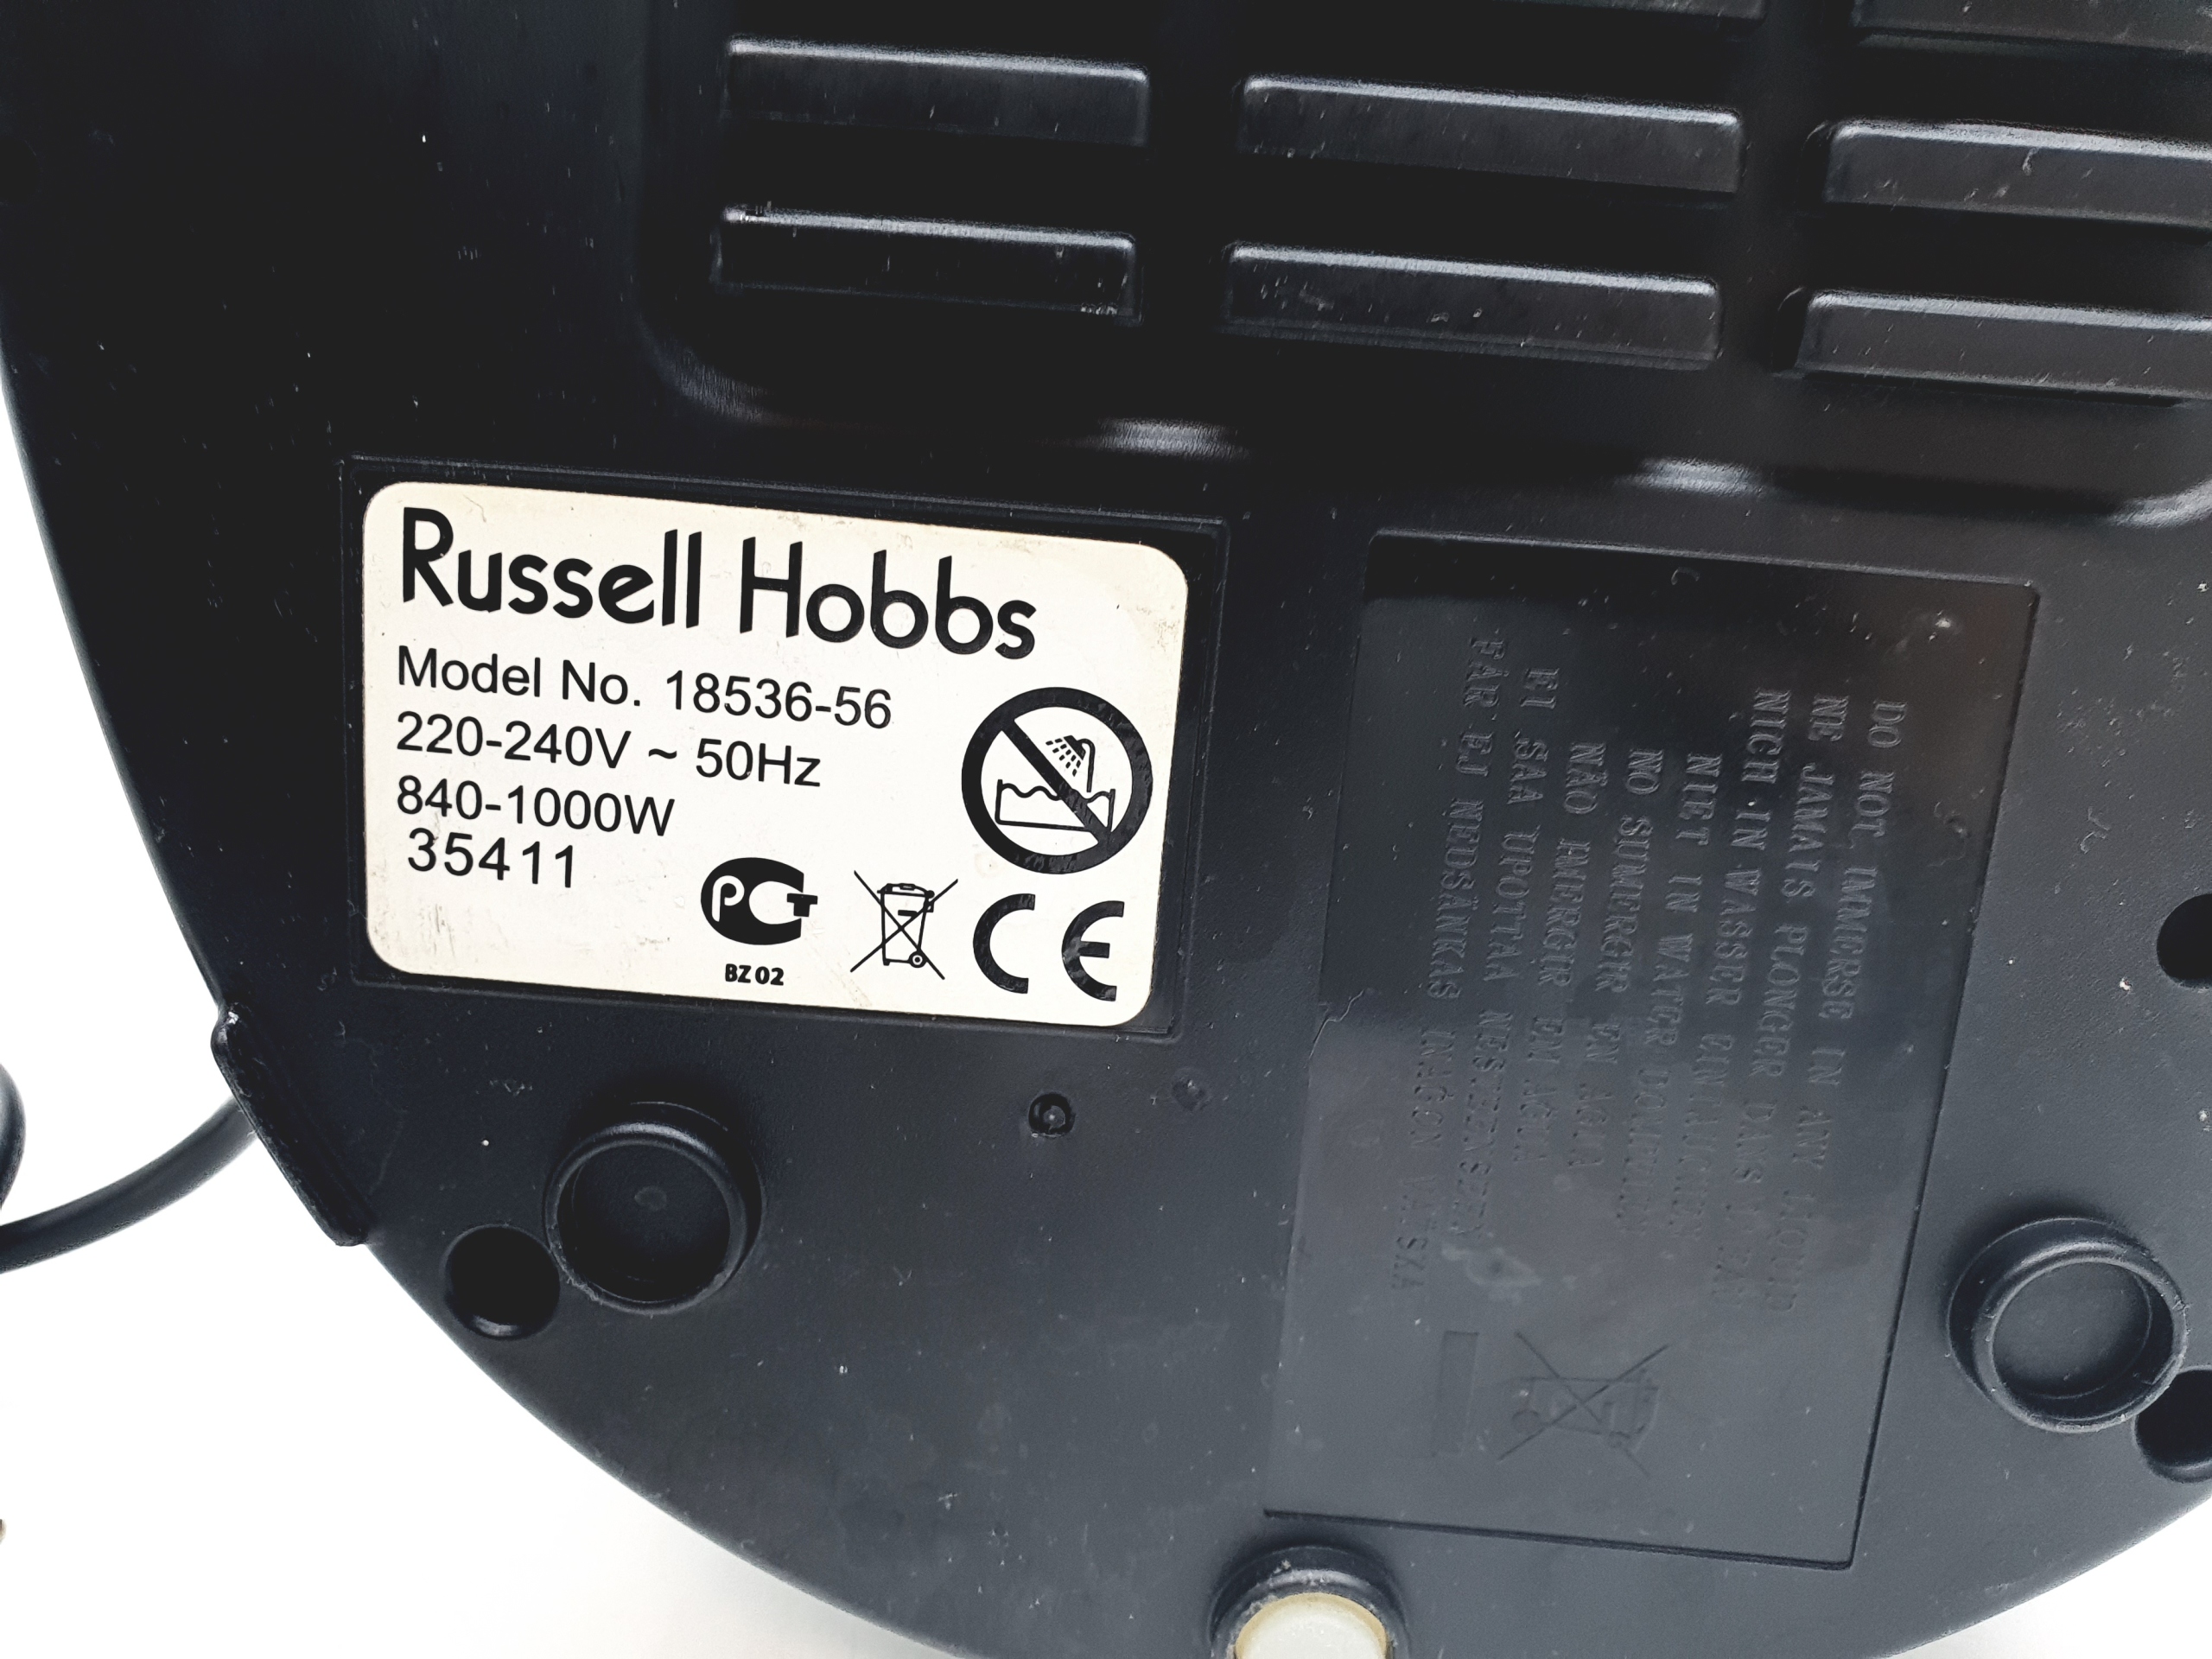 Russell Hobbs
Model No. 18536-56
220-240V ~ 50Hz
840-1000W
35411
PCT
BZ 02
CE
DO NOT IMMERSE IN ANY LIQUID
NE JAMAIS PLONGER DANS L'EAU
NICH IN WASSER EINTAUCHEN
NIET IN WATER DOMPELEN
NO SUMERGIR EN AGUA
NÃO IMERGIR EM AGUA
EI SAA UPOTTAA NESTEESEEN
FÅR EJ NEDSÄNKAS I NÅGON VÄTSKA